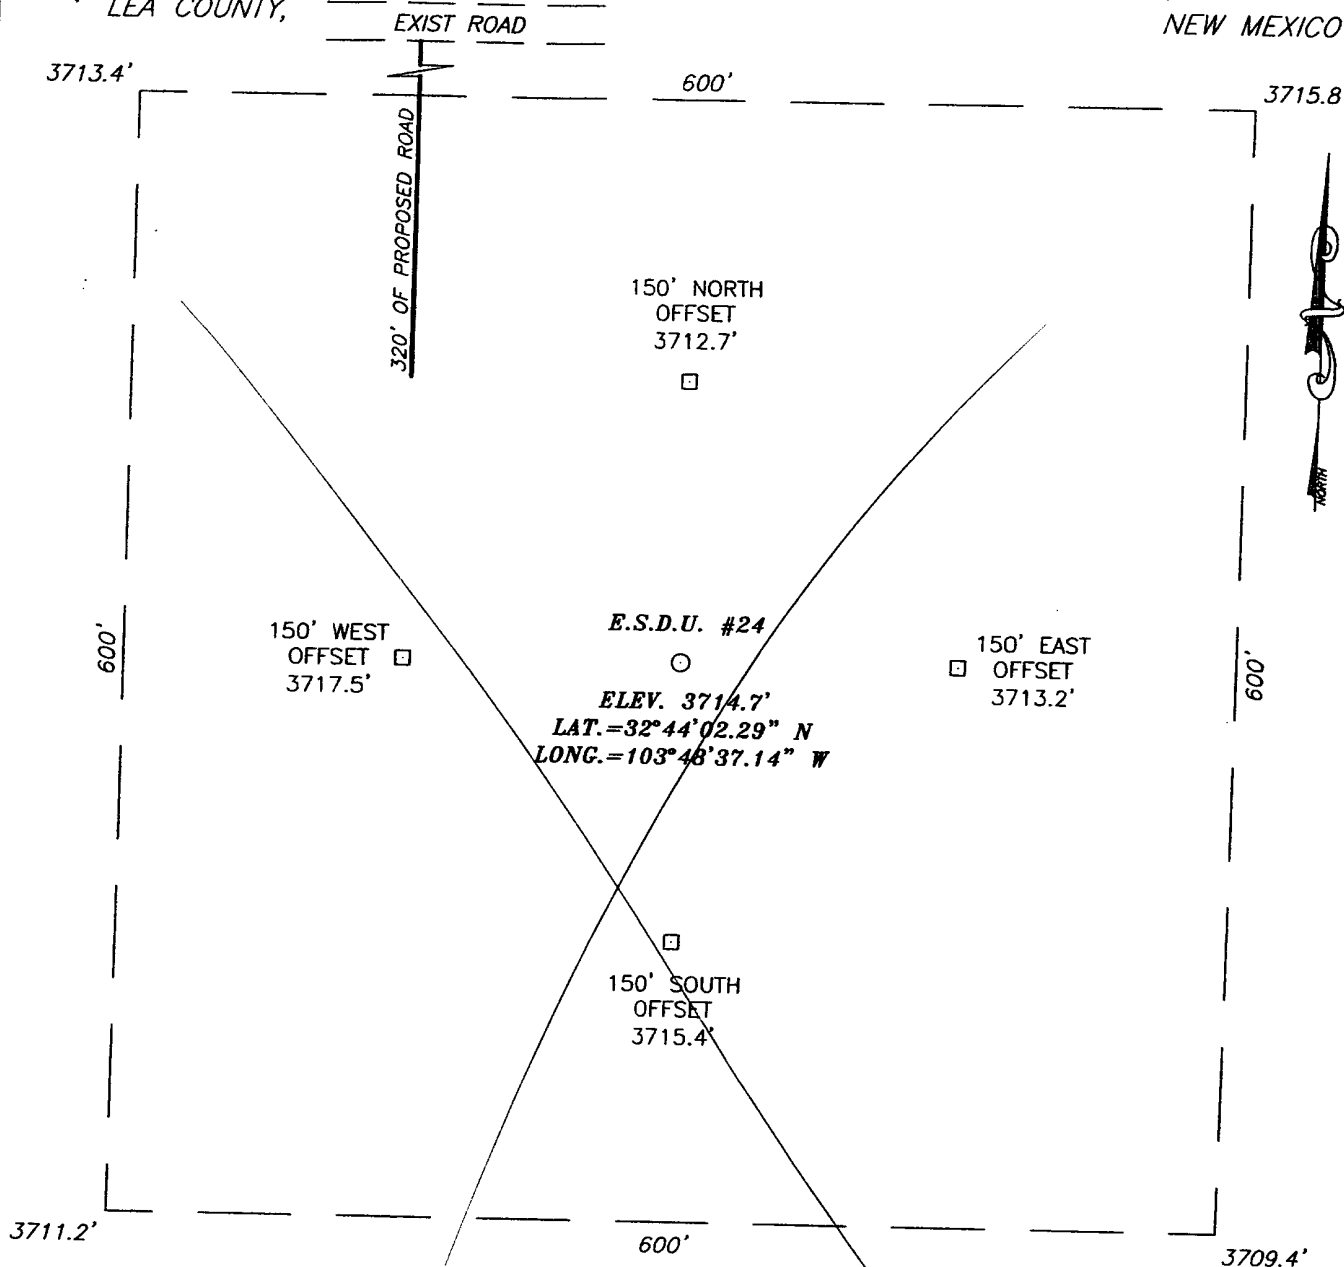 LEA COUNTY,
EXIST ROAD
NEW MEXICO
3713.4'
600'
3715.8
320' OF PROPOSED ROAD
150' NORTH
OFFSET
3712.7'
NORTH
600'
150' WEST
OFFSET
3717.5'
E.S.D.U. #24
ELEV. 3714.7'
LAT.=32°44'02.29" N
LONG.=103°48'37.14" W
150' EAST
OFFSET
3713.2'
600'
150' SOUTH
OFFSET
3715.4'
3711.2'
600'
3709.4'